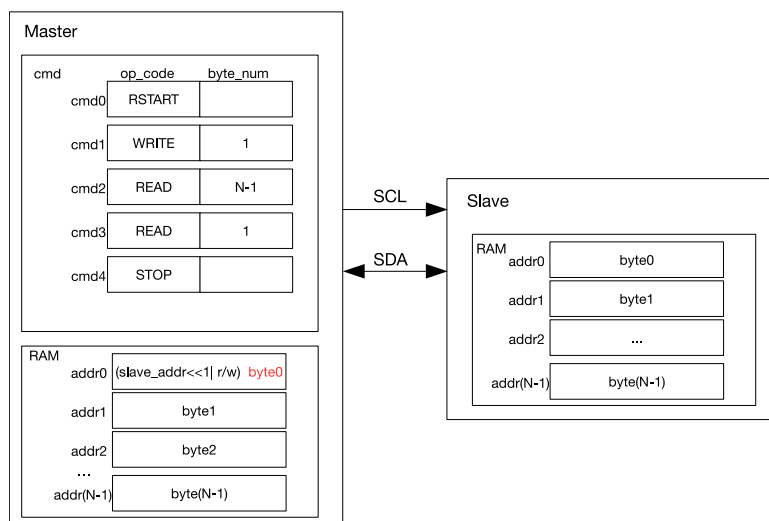 Master
cmd op_code byte_num
cmd0 RSTART
cmd1 WRITE 1
cmd2 READ N-1
cmd3 READ 1
cmd4 STOP
RAM
addr0 (slave_addr<<1| r/w) byte0
addr1 byte1
addr2 byte2
...
addr(N-1) byte(N-1)
SCL
SDA
Slave
RAM
addr0 byte0
addr1 byte1
addr2 ...
addr(N-1) byte(N-1)